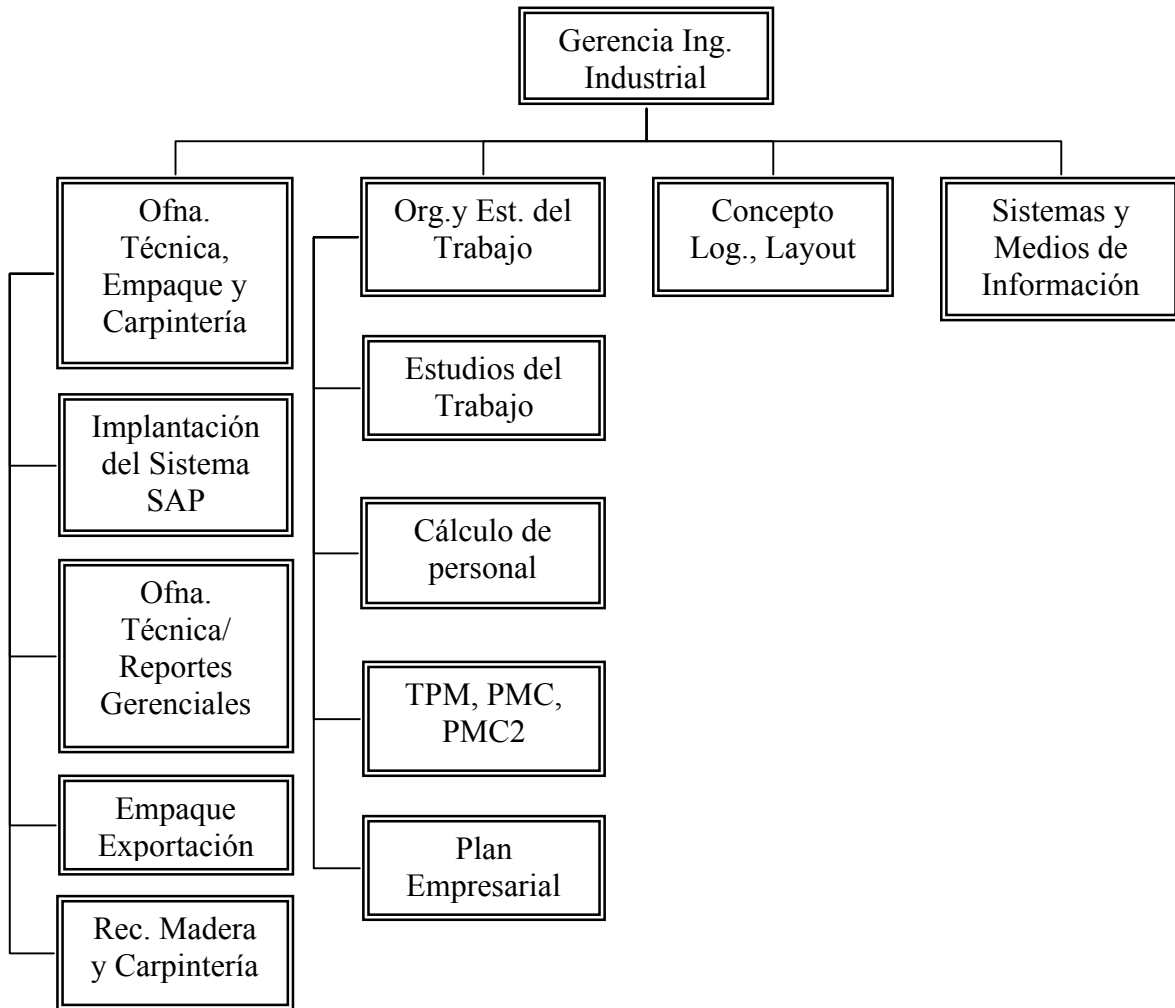 Gerencia Ing.
Industrial
Ofna.
Técnica,
Empaque y
Carpintería
Org.y Est. del
Trabajo
Concepto
Log., Layout
Sistemas y
Medios de
Información
Implantación
del Sistema
SAP
Ofna.
Técnica/
Reportes
Gerenciales
Empaque
Exportación
Rec. Madera
y Carpintería
Estudios del
Trabajo
Cálculo de
personal
TPM, PMC,
PMC2
Plan
Empresarial